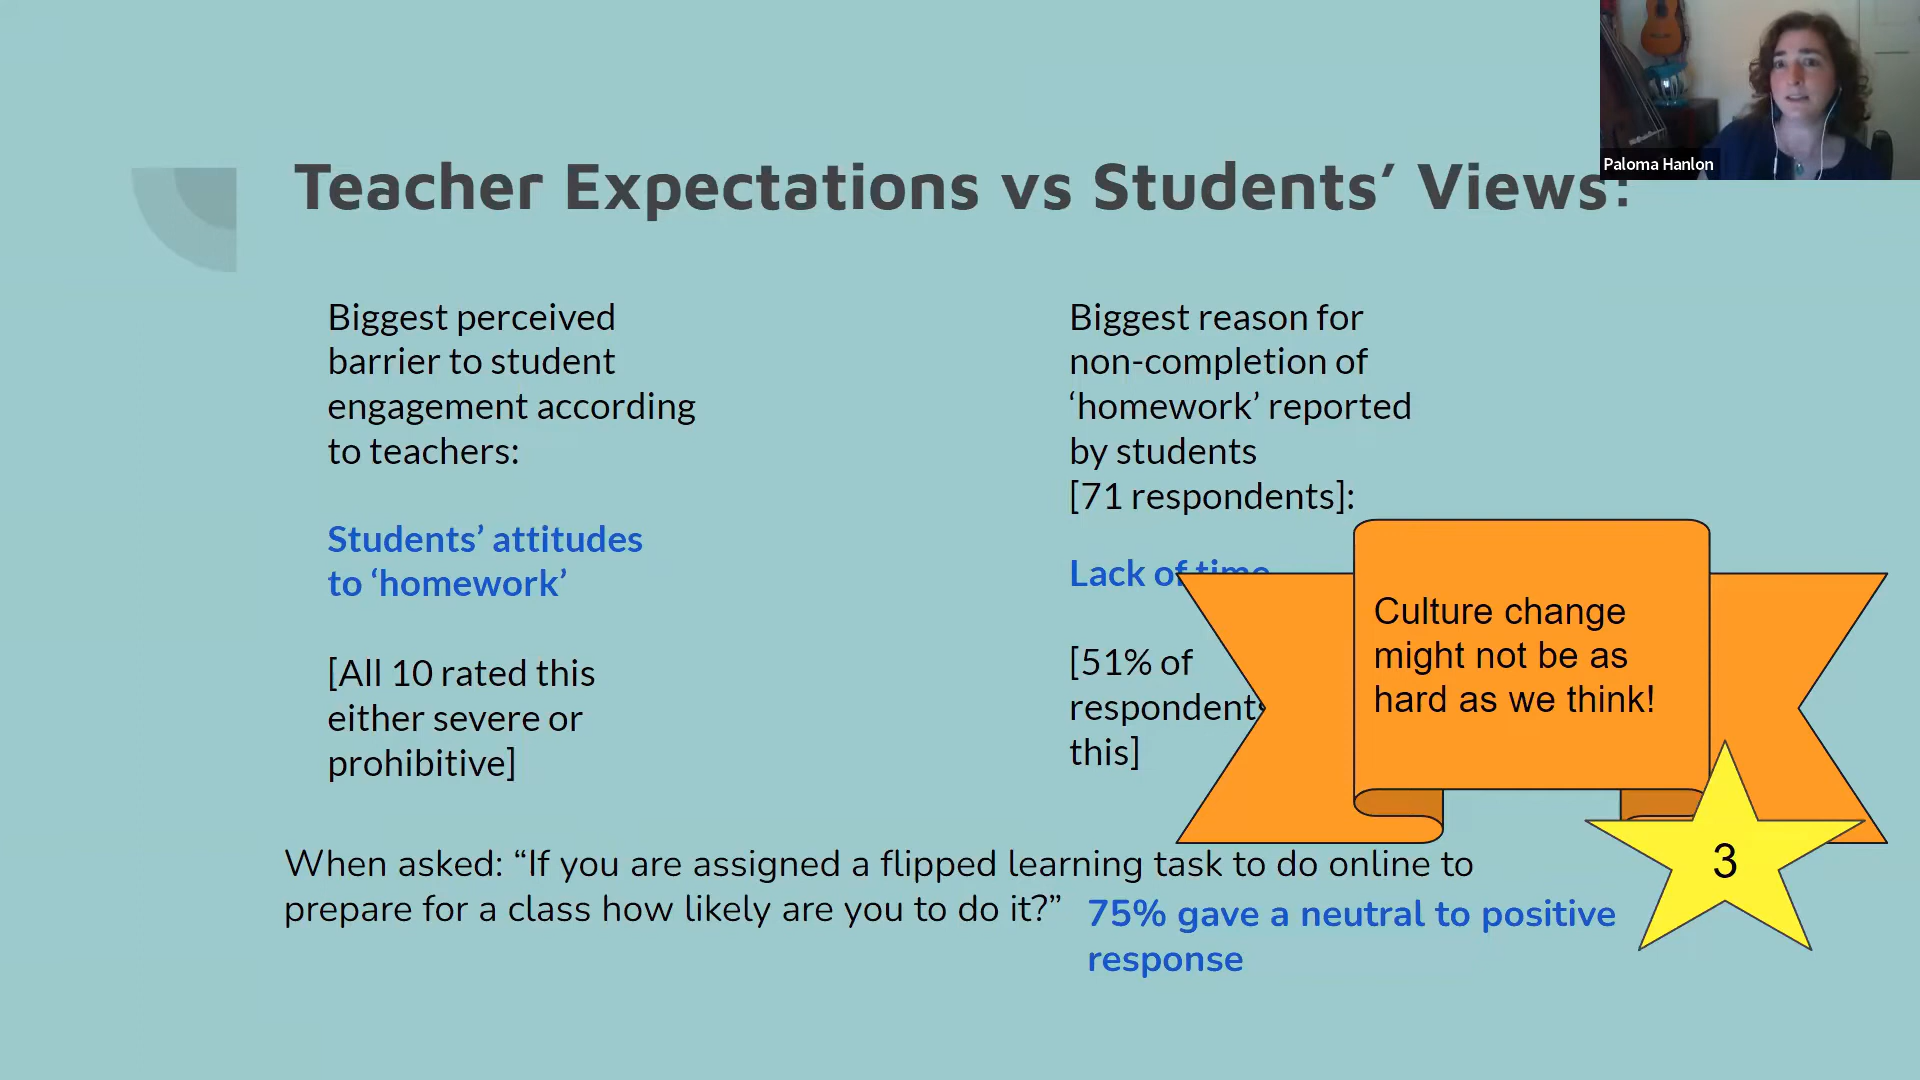 Paloma Hanlon
Teacher Expectations vs Students’ Views:
Biggest perceived
barrier to student
engagement according
to teachers:
Students’ attitudes
to ‘homework’
[All 10 rated this
either severe or
prohibitive]
Biggest reason for
non-completion of
‘homework’ reported
by students
[71 respondents]:
Lack of time
[51% of
respondents
this]
Culture change
might not be as
hard as we think!
3
When asked: “If you are assigned a flipped learning task to do online to
prepare for a class how likely are you to do it?”
75% gave a neutral to positive
response